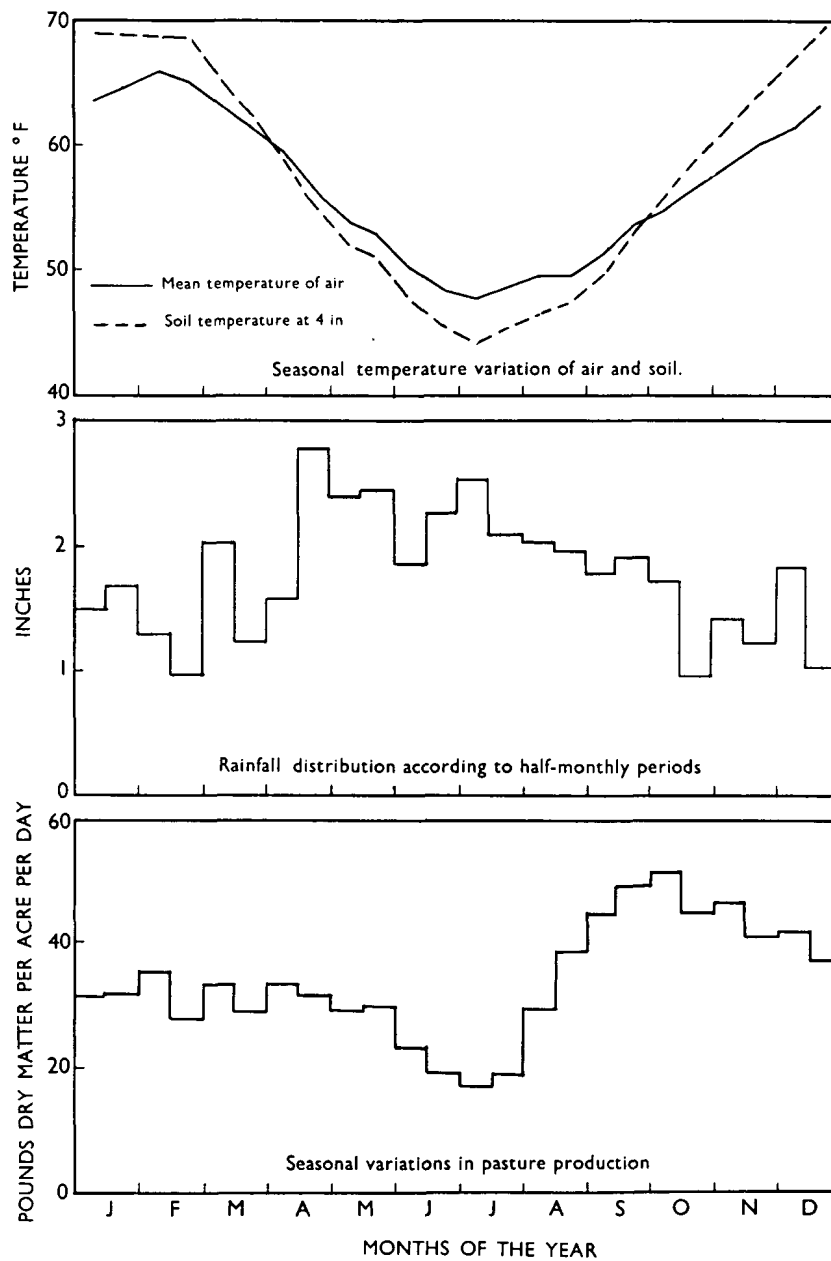 TEMPERATURE °F
70
60
50
40
Mean temperature of air
Soil temperature at 4 in
Seasonal temperature variation of air and soil.
INCHES
3
2
1
0
Rainfall distribution according to half-monthly periods
POUNDS DRY MATTER PER ACRE PER DAY
60
40
20
0
Seasonal variations in pasture production
J F M A M J J A S O N D
MONTHS OF THE YEAR